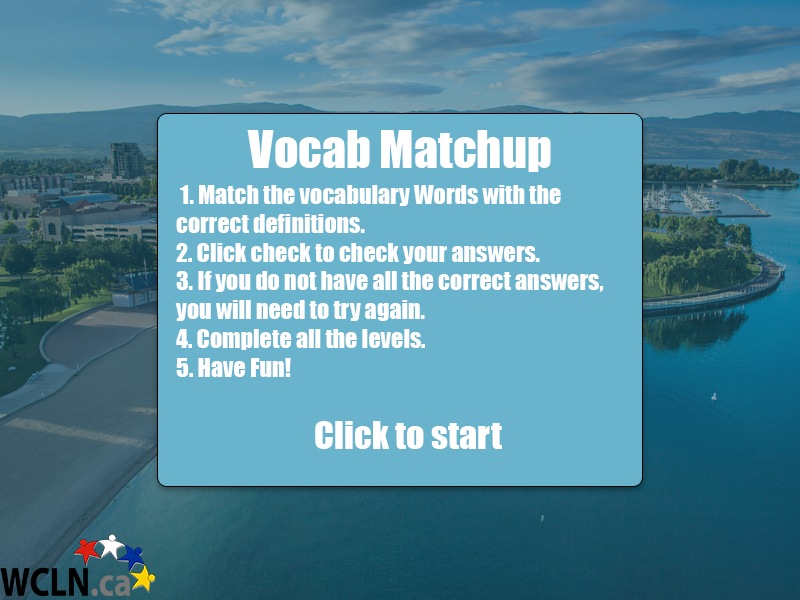 Vocab Matchup
1. Match the vocabulary Words with the
correct definitions.
2. Click check to check your answers.
3. If you do not have all the correct answers,
you will need to try again.
4. Complete all the levels.
5. Have Fun!
Click to start
WCLN.ca